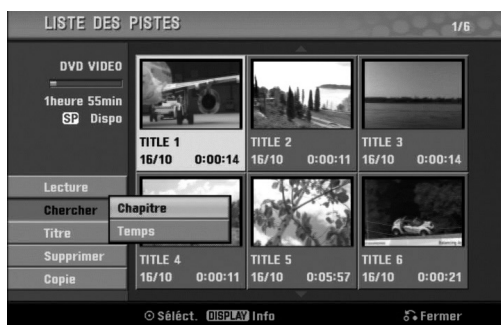 LISTE DES PISTES 1/6
DVD VIDEO
1heure 55min
SP Dispo
TITLE 1
16/10 0:00:14
TITLE 2
16/10 0:00:11
TITLE 3
16/10 0:00:14
Lecture
Chercher
Titre
Supprimer
Copie
Chapitre
Temps
TITLE 4
16/10 0:00:11
TITLE 5
16/10 0:05:57
TITLE 6
16/10 0:00:21
Séléct. DISPLAY Info Fermer